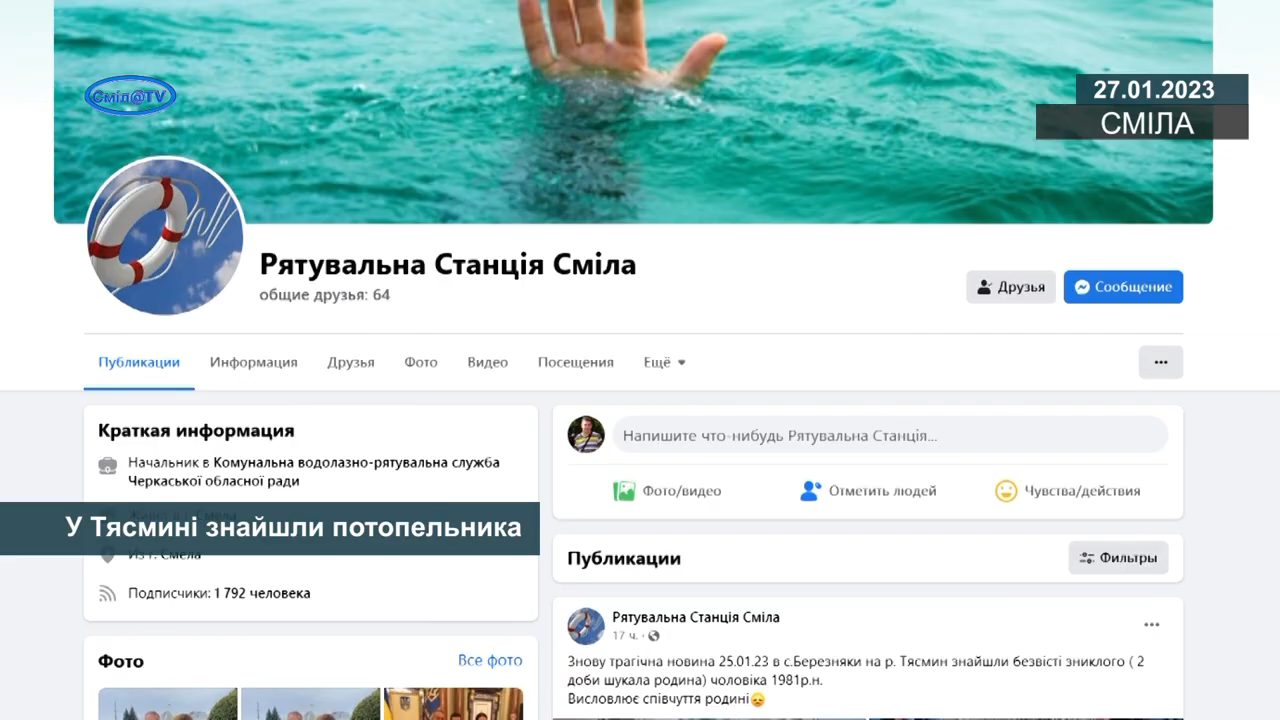 Сміл@TV
27.01.2023
СМІЛА
Рятувальна Станція Сміла
общие друзья: 64
Друзья
Сообщение
Публикации
Информация
Друзья
Фото
Видео
Посещения
Ещё
Краткая информация
Начальник в Комунальна водолазно-рятувальна служба
Черкаської обласної ради
У Тясмині знайшли потопельника
Из г. Смела
Подписчики: 1 792 человека
Фото
Все фото
Напишите что-нибудь Рятувальна Станція...
Фото/видео
Отметить людей
Чувства/действия
Публикации
Фильтры
Рятувальна Станція Сміла
17 ч.
Знову трагічна новина 25.01.23 в с.Березняки на р. Тясмин знайшли безвісті зниклого ( 2
доби шукала родина) чоловіка 1981р.н.
Висловлює співчуття родині